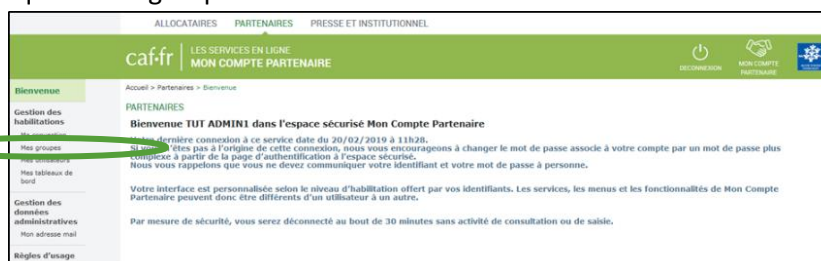 ALLOCATAIRES PARTENAIRES PRESSE ET INSTITUTIONNEL
caf.fr LES SERVICES EN LIGNE
MON COMPTE PARTENAIRE
DECONNEXION
MON COMPTE PARTENAIRE
Bienvenue
Gestion des
habilitations
Mes groupes
Mes tableaux de
bord
Gestion des
données
administratives
Mon adresse mail
Règles d'usage
Accueil > Partenaires > Bienvenue
PARTENAIRES
Bienvenue TUT ADMIN1 dans l'espace sécurisé Mon Compte Partenaire
Votre dernière connexion à ce service date du 20/02/2019 à 11h28.
Si vous n'êtes pas à l'origine de cette connexion, nous vous encourageons à changer le mot de passe associé à votre compte par un mot de passe plus
complexe à partir de la page d'authentification à l'espace sécurisé.
Nous vous rappelons que vous ne devez communiquer votre identifiant et votre mot de passe à personne.
Votre interface est personnalisée selon le niveau d'habilitation offert par vos identifiants. Les services, les menus et les fonctionnalités de Mon Compte
Partenaire peuvent donc être différents d'un utilisateur à un autre.
Par mesure de sécurité, vous serez déconnecté au bout de 30 minutes sans activité de consultation ou de saisie.